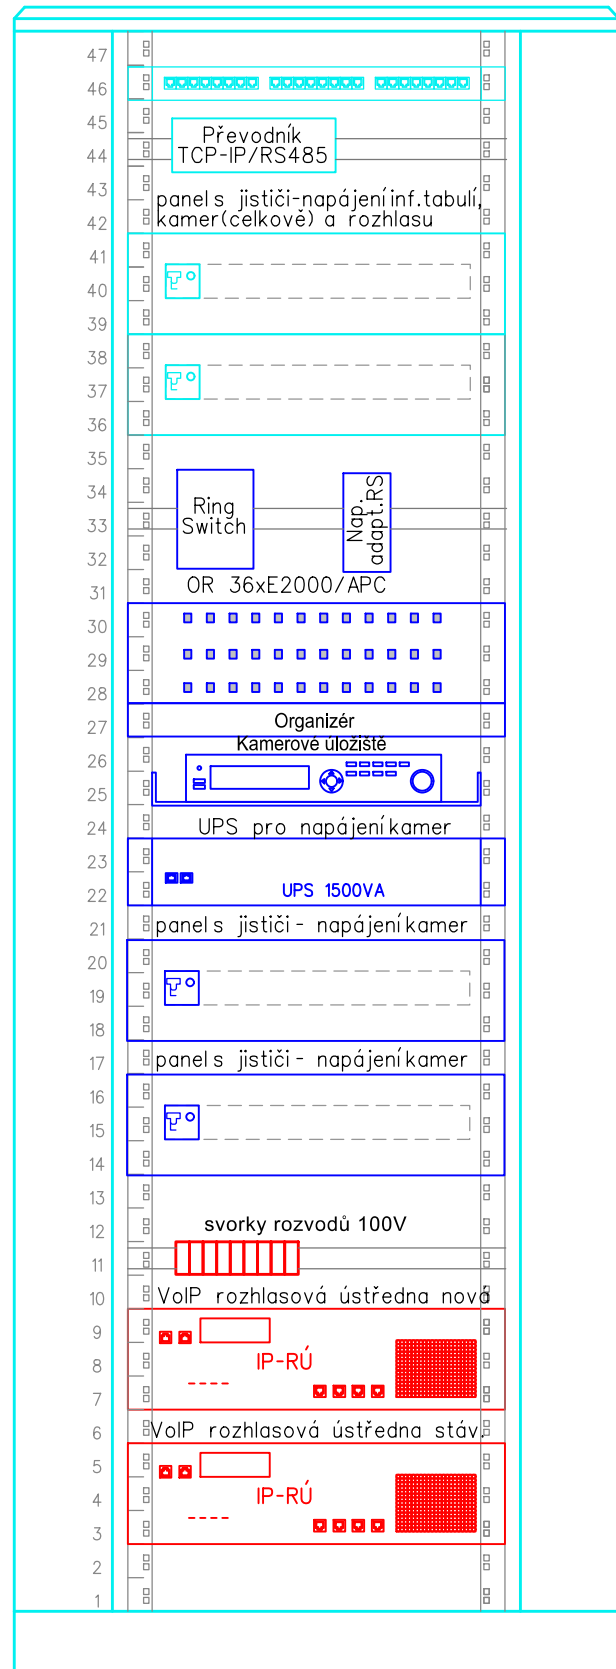 47
46
45
Převodník
44
TCP-IP/RS485
43
panel s jističi-napájení inf.tabulí,
42
kamer(celkově) a rozhlasu
41
40
39
38
37
36
35
34
Ring
Switch
Nap.
adapt.RS
33
32
31
OR 36xE2000/APC
30
29
28
27
Organizér
Kamerové úložiště
26
25
24
UPS pro napájení kamer
23
22
UPS 1500VA
21
panel s jističi - napájení kamer
20
19
18
17
panel s jističi - napájení kamer
16
15
14
13
12
svorky rozvodů 100V
11
10
VoIP rozhlasová ústředna nová
9
8
IP-RÚ
7
6
VoIP rozhlasová ústředna stáv.
5
4
IP-RÚ
3
2
1